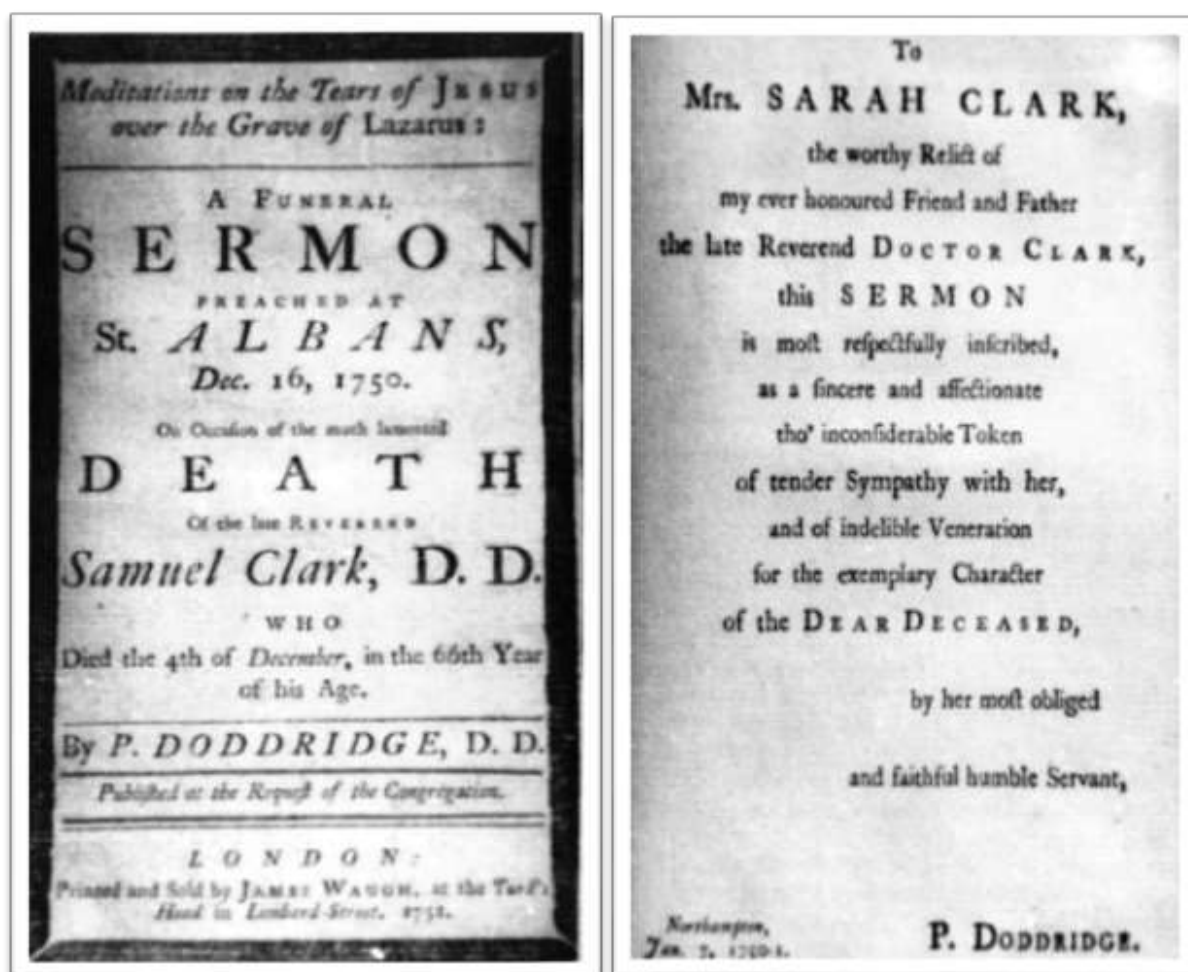 Meditations on the Tears of JESUS
over the Grave of Lazarus:
A FUNERAL
SERMON
PREACHED AT
St. ALBANS,
Dec. 16, 1750.
On Occasion of the much lamented
DEATH
Of the late REVEREND
Samuel Clark, D. D.
WHO
Died the 4th of December, in the 66th Year
of his Age.
By P. DODDRIDGE, D. D.
Publiſhed at the Requeſt of the Congregation.
LONDON:
Printed and Sold by JAMES WAUGH, at the Turk's
Head in Lombard-Street. 1751.
To
Mrs. SARAH CLARK,
the worthy Relict of
my ever honoured Friend and Father
the late Reverend DOCTOR CLARK,
this SERMON
is moſt reſpectfully inſcribed,
as a ſincere and affectionate
tho' inconſiderable Token
of tender Sympathy with her,
and of indelible Veneration
for the exemplary Character
of the DEAR DECEASED,
by her moſt obliged
and faithful humble Servant,
Northampton,
Jan. 7, 1750-1.
P. DODDRIDGE.